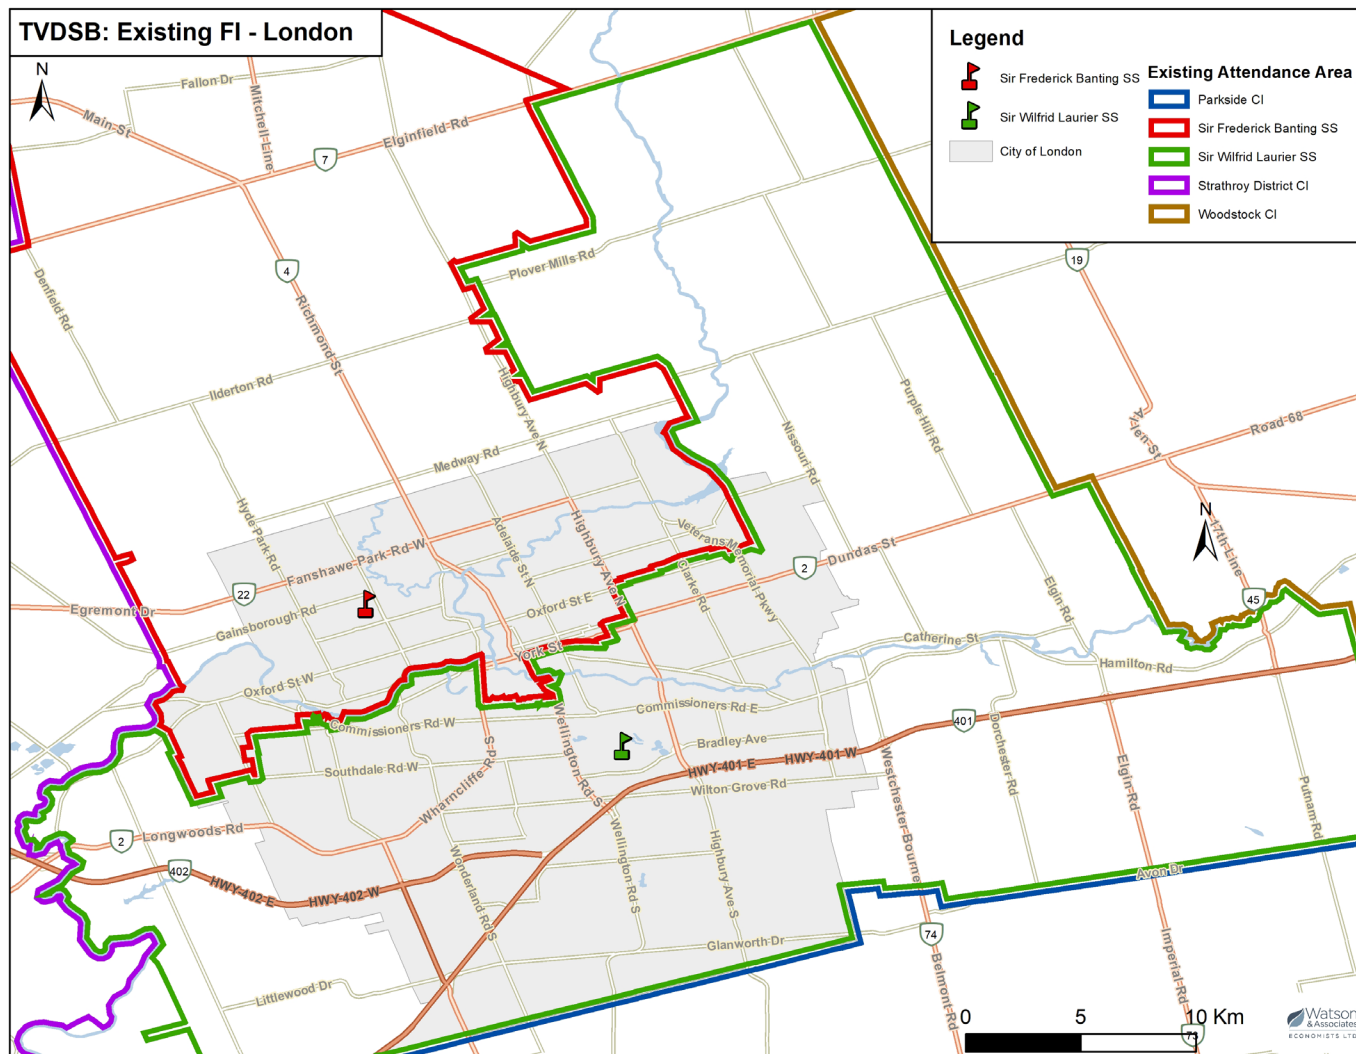 TVDSB: Existing FI - London
Legend
Sir Frederick Banting SS
Sir Wilfrid Laurier SS
City of London
Existing Attendance Area
Parkside CI
Sir Frederick Banting SS
Sir Wilfrid Laurier SS
Strathroy District CI
Woodstock CI
N
Fallon Dr
Main St
Mitchell Line
Elginfield Rd
7
4
Denfield Rd
Richmond St
Plover Mills Rd
19
Ilderton Rd
Highbury Ave N
Purple Hill Rd
Nissouri Rd
Road 68
Medway Rd
Hyde Park Rd
Adelaide St N
Highbury Ave N
Veterans Memorial Pkwy
N
17th Line
Fanshawe Park Rd W
22
Egremont Dr
Gainsborough Rd
Oxford St E
Clarke Rd
2
Dundas St
Elgin Rd
45
York St
Catherine St
Hamilton Rd
Oxford St W
Commissioners Rd W
Commissioners Rd E
Bradley Ave
401
Dorchester Rd
Southdale Rd W
HWY-401 E
HWY-401 W
Wilton Grove Rd
Wharncliffe Rd S
Wellington Rd S
Westchester Bourne
Elgin Rd
Putnam Rd
2
Longwoods Rd
402
HWY-402 E
HWY-402 W
Wonderland Rd S
Wellington Rd S
Highbury Ave S
Avon Dr
Glanworth Dr
74
Belmont Rd
Imperial Rd
73
Littlewood Dr
0
5
10 Km
Watson
& Associates
ECONOMISTS LTD